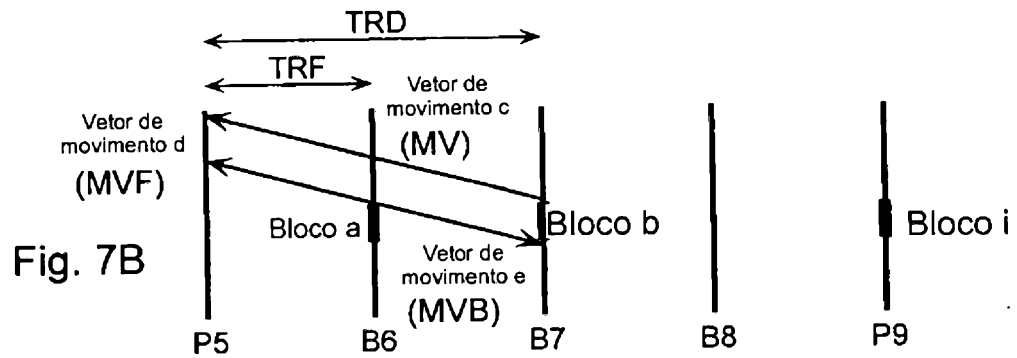 TRD
TRF
Vetor de
movimento c
(MV)
Vetor de
movimento d
(MVF)
Bloco a
Bloco b
Bloco i
Fig. 7B
Vetor de
movimento e
(MVB)
P5
B6
B7
B8
P9